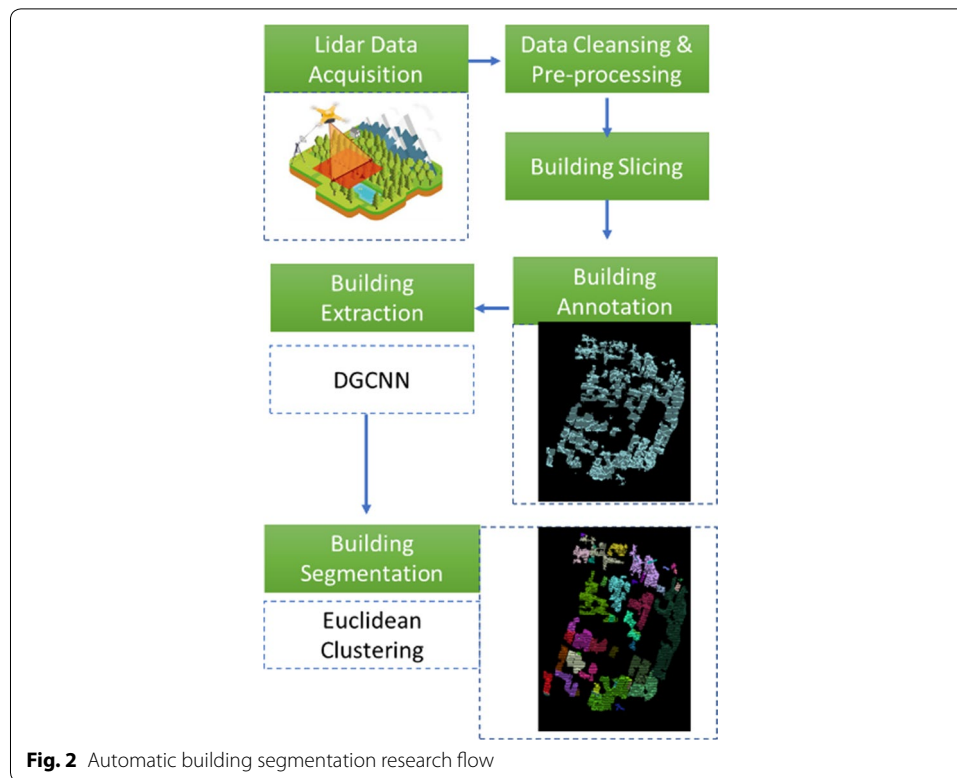 Lidar Data
Acquisition
Data Cleansing &
Pre-processing
Building Slicing
Building
Annotation
Building
Extraction
DGCNN
Building
Segmentation
Euclidean
Clustering
Fig. 2 Automatic building segmentation research flow